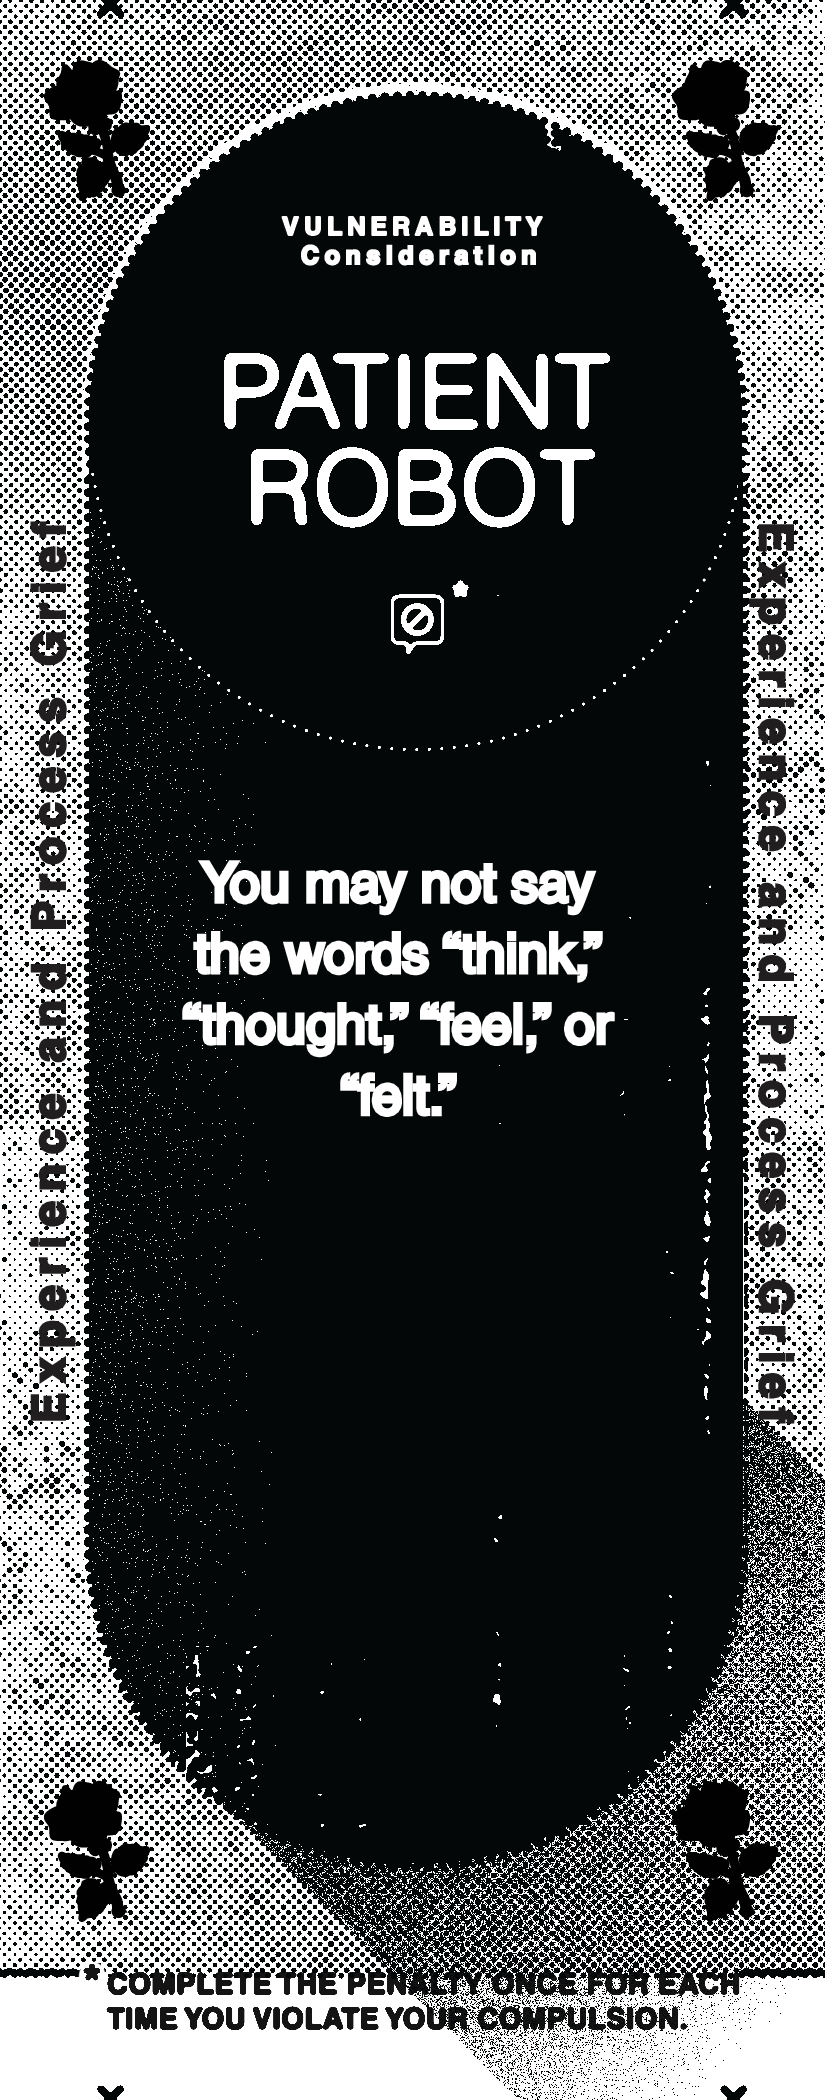 VULNERABILITY
Consideration
PATIENT
ROBOT
Experience and Process Grief
Experience and Process Grief
You may not say
the words “think,”
“thought,” “feel,” or
“felt.”
* COMPLETE THE PENALTY ONCE FOR EACH
TIME YOU VIOLATE YOUR COMPULSION.